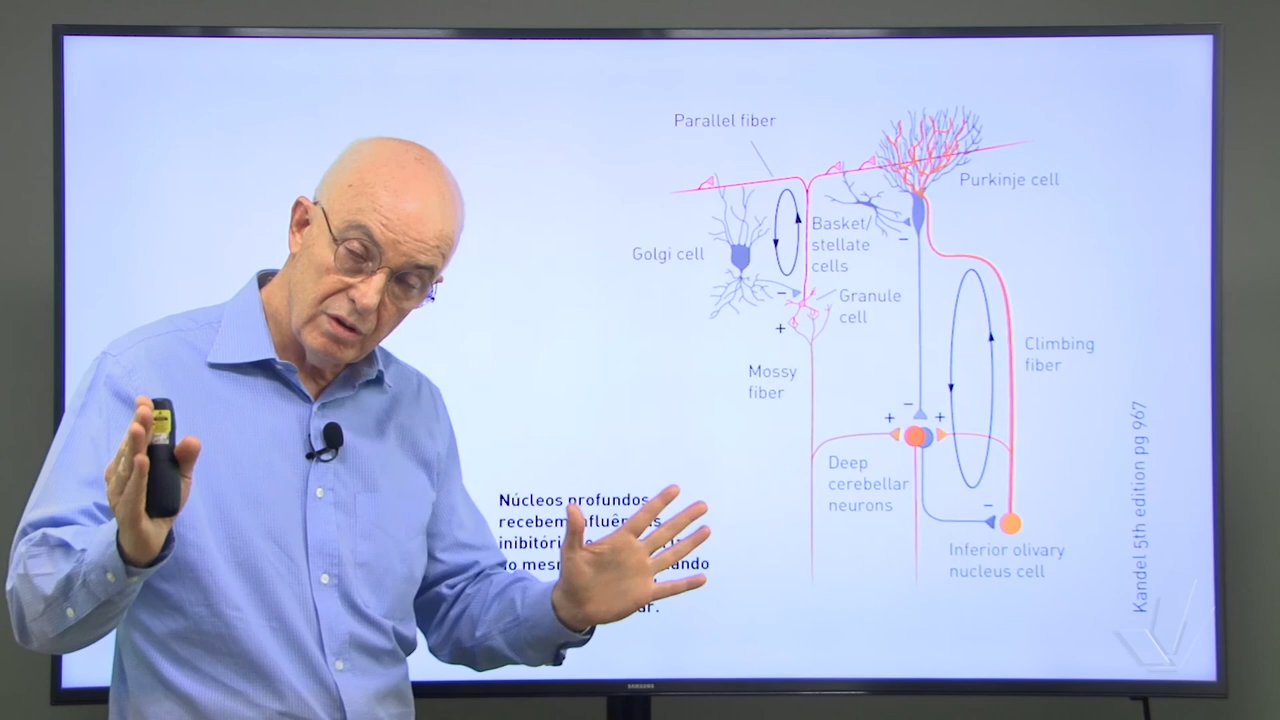 Parallel fiber
Purkinje cell
Golgi cell
Basket/
stellate
cells
Granule
cell
Mossy
fiber
Climbing
fiber
Deep
cerebellar
neurons
Inferior olivary
nucleus cell
Kandel 5th edition pg 967
Núcleos profundos
recebem
SAMSUNG